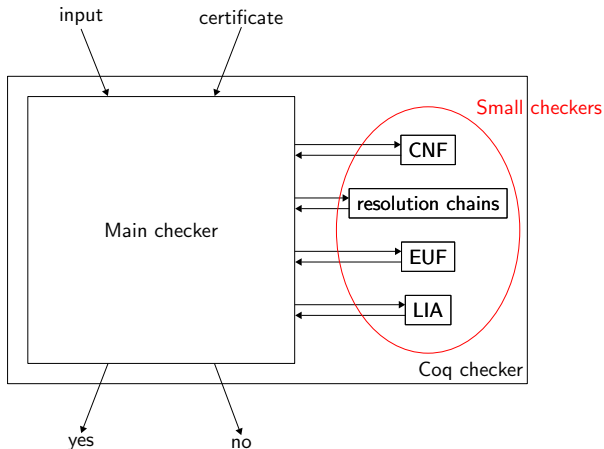 input
certificate
Small checkers
CNF
resolution chains
Main checker
EUF
LIA
Coq checker
yes
no